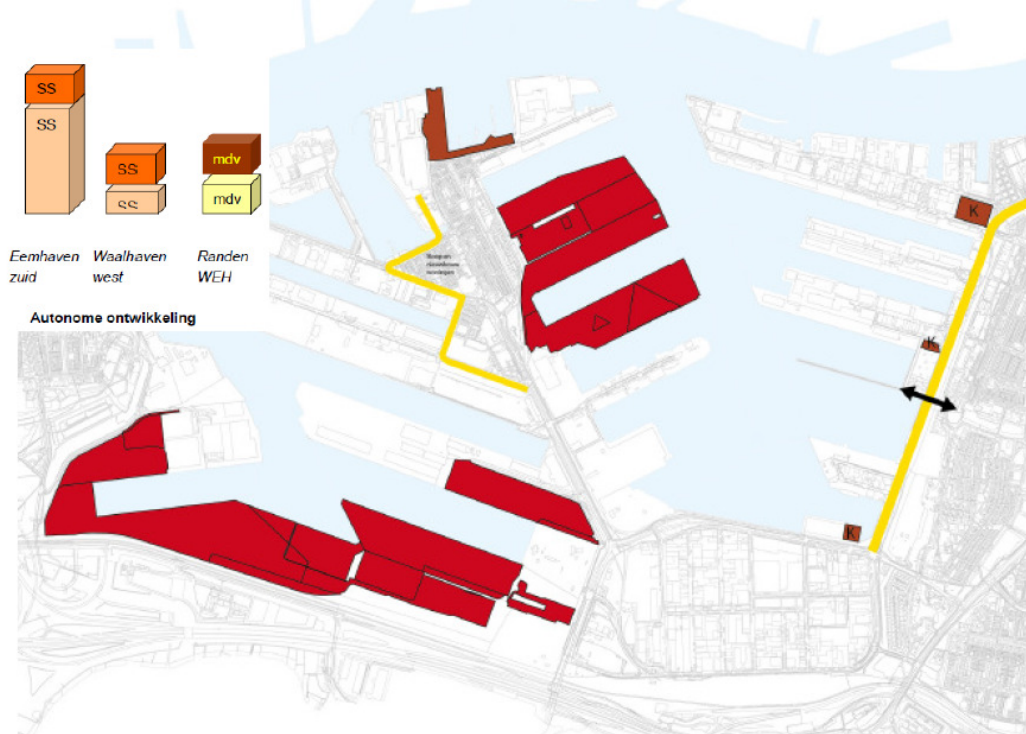 SS
SS
SS
SS
mdv
mdv
Eemhaven zuid
Waalhaven west
Randen WEH
Autonome ontwikkeling
K
K
K